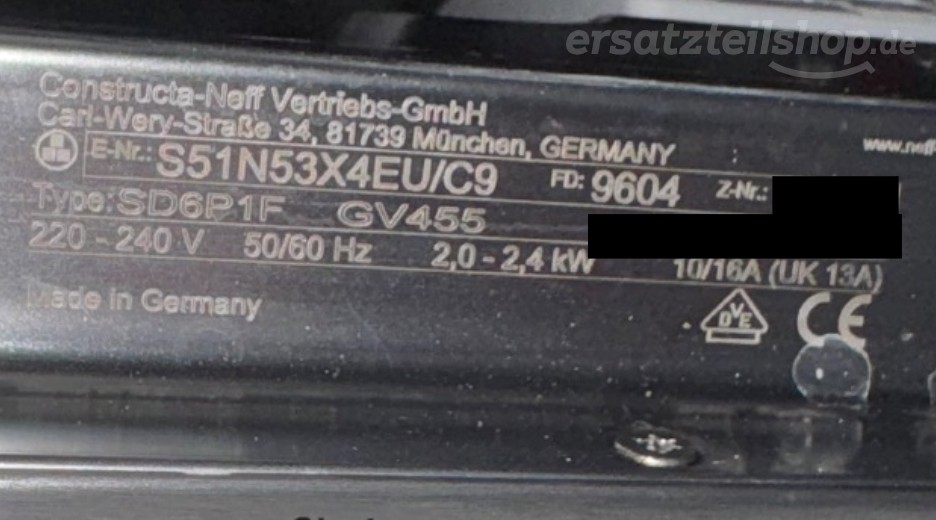 ersatzteilshop.de
Constructa-Neff Vertriebs-GmbH
Carl-Wery-Straße 34, 81739 München, GERMANY
www.neff-
E-Nr.: S51N53X4EU/C9 FD: 9604 Z-Nr.:
Type: SD6P1F GV455
220 - 240 V 50/60 Hz 2,0 - 2,4 kW 10/16A (UK 13A)
Made in Germany
DVE CE